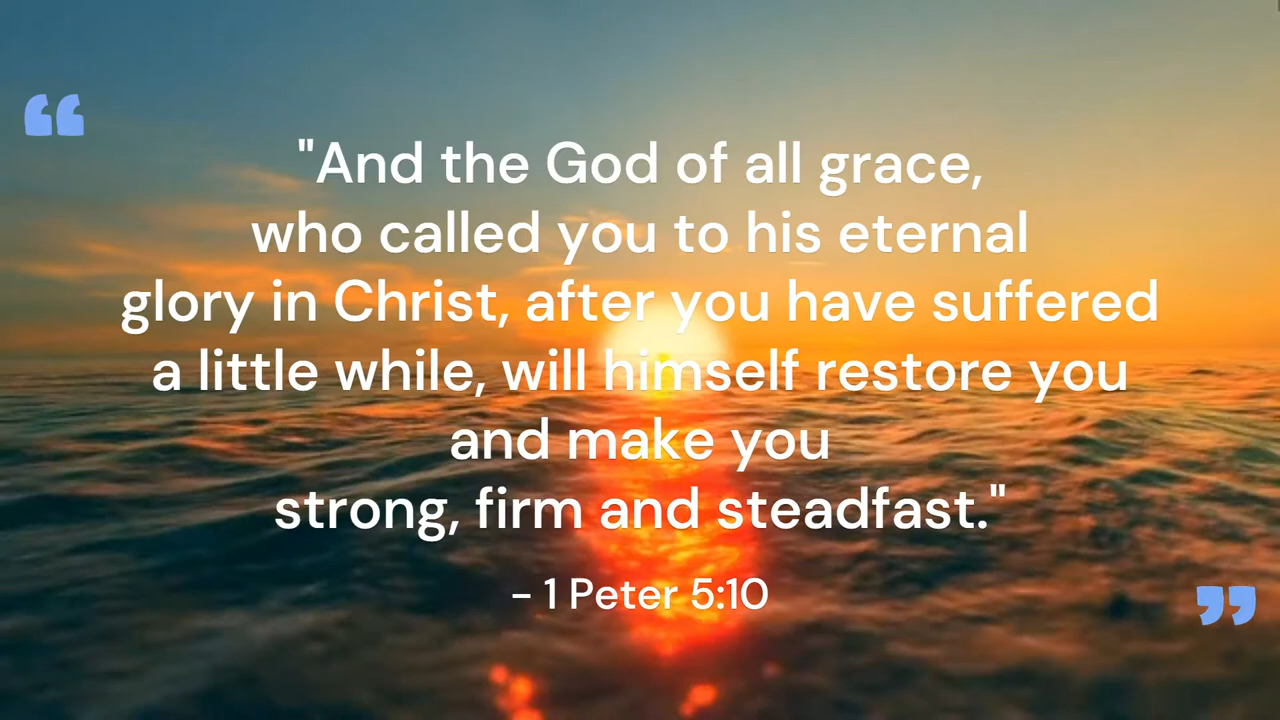 "And the God of all grace,
who called you to his eternal
glory in Christ, after you have suffered
a little while, will himself restore you
and make you
strong, firm and steadfast."
– 1 Peter 5:10